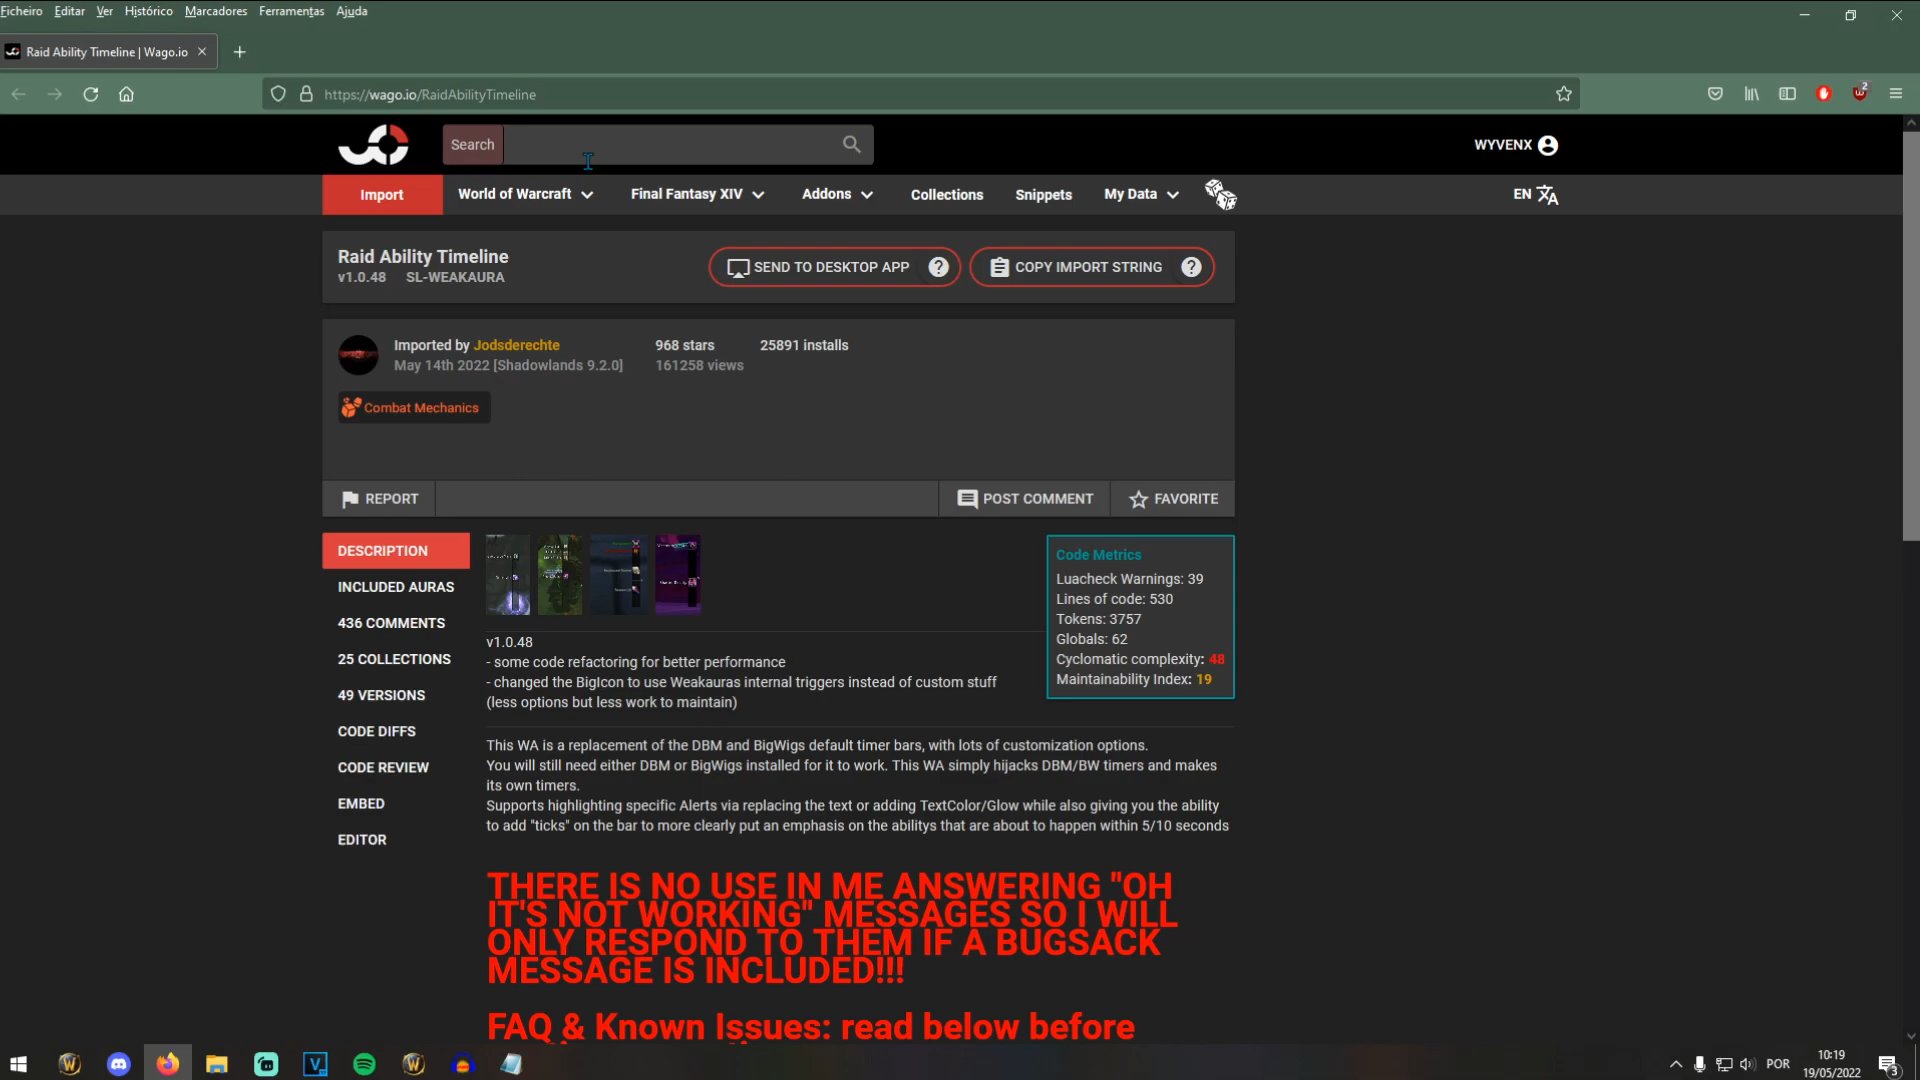 Ficheiro Editar Ver Histórico Marcadores Ferramentas Ajuda
Raid Ability Timeline | Wago.io
https://wago.io/RaidAbilityTimeline
2
Search
WYVENX
Import World of Warcraft Final Fantasy XIV Addons Collections Snippets My Data EN
Raid Ability Timeline
v1.0.48 SL-WEAKAURA
SEND TO DESKTOP APP ?
COPY IMPORT STRING ?
Imported by Jodsderechte
May 14th 2022 [Shadowlands 9.2.0]
968 stars
161258 views
25891 installs
Combat Mechanics
REPORT
POST COMMENT
FAVORITE
DESCRIPTION
INCLUDED AURAS
436 COMMENTS
25 COLLECTIONS
49 VERSIONS
CODE DIFFS
CODE REVIEW
EMBED
EDITOR
Code Metrics
Luacheck Warnings: 39
Lines of code: 530
Tokens: 3757
Globals: 62
Cyclomatic complexity: 48
Maintainability Index: 19
v1.0.48
- some code refactoring for better performance
- changed the BigIcon to use Weakauras internal triggers instead of custom stuff
(less options but less work to maintain)
This WA is a replacement of the DBM and BigWigs default timer bars, with lots of customization options.
You will still need either DBM or BigWigs installed for it to work. This WA simply hijacks DBM/BW timers and makes
its own timers.
Supports highlighting specific Alerts via replacing the text or adding TextColor/Glow while also giving you the ability
to add "ticks" on the bar to more clearly put an emphasis on the abilitys that are about to happen within 5/10 seconds
THERE IS NO USE IN ME ANSWERING "OH
IT'S NOT WORKING" MESSAGES SO I WILL
ONLY RESPOND TO THEM IF A BUGSACK
MESSAGE IS INCLUDED!!!
FAQ & Known Issues: read below before
POR
10:19
19/05/2022
3